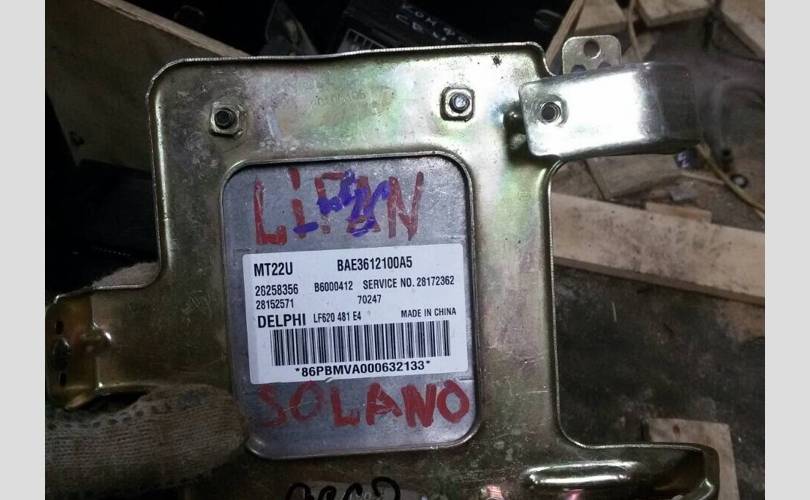 LiFAN
MT22U BAE3612100A5
26258356 B6000412 SERVICE NO. 28172362
28152571 70247
DELPHI LF620 481 E4 MADE IN CHINA
*86PBMVA000632133*
SOLANO